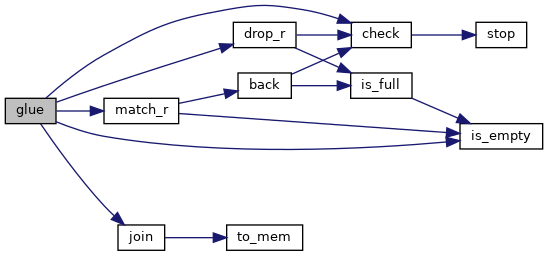 drop_r
check
stop
back
is_full
glue
match_r
is_empty
join
to_mem